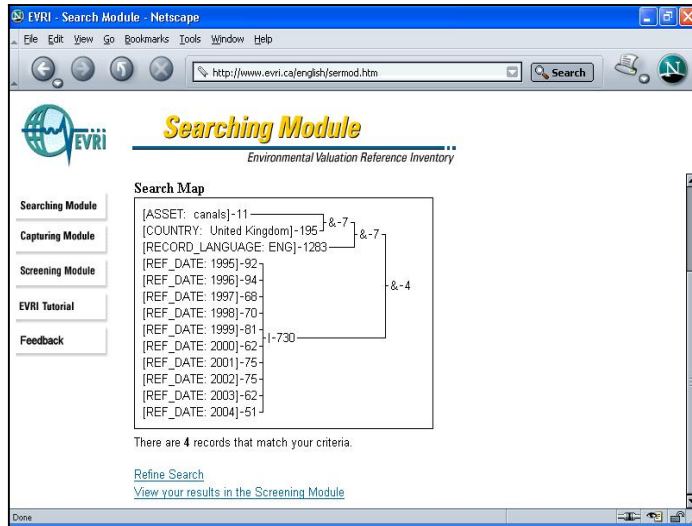 EVRI - Search Module - Netscape
File Edit View Go Bookmarks Tools Window Help
http://www.evri.ca/english/sermod.htm
Search
N
EVRI
Searching Module
Environmental Valuation Reference Inventory
Searching Module
Capturing Module
Screening Module
EVRI Tutorial
Feedback
Search Map
[ASSET: canals]-11
[COUNTRY: United Kingdom]-195
&-7
[RECORD_LANGUAGE: ENG]-1283
&-7
[REF_DATE: 1995]-92
[REF_DATE: 1996]-94
&-4
[REF_DATE: 1997]-68
[REF_DATE: 1998]-70
[REF_DATE: 1999]-81
|-730
[REF_DATE: 2000]-62
[REF_DATE: 2001]-75
[REF_DATE: 2002]-75
[REF_DATE: 2003]-62
[REF_DATE: 2004]-51
There are 4 records that match your criteria.
Refine Search
View your results in the Screening Module
Done